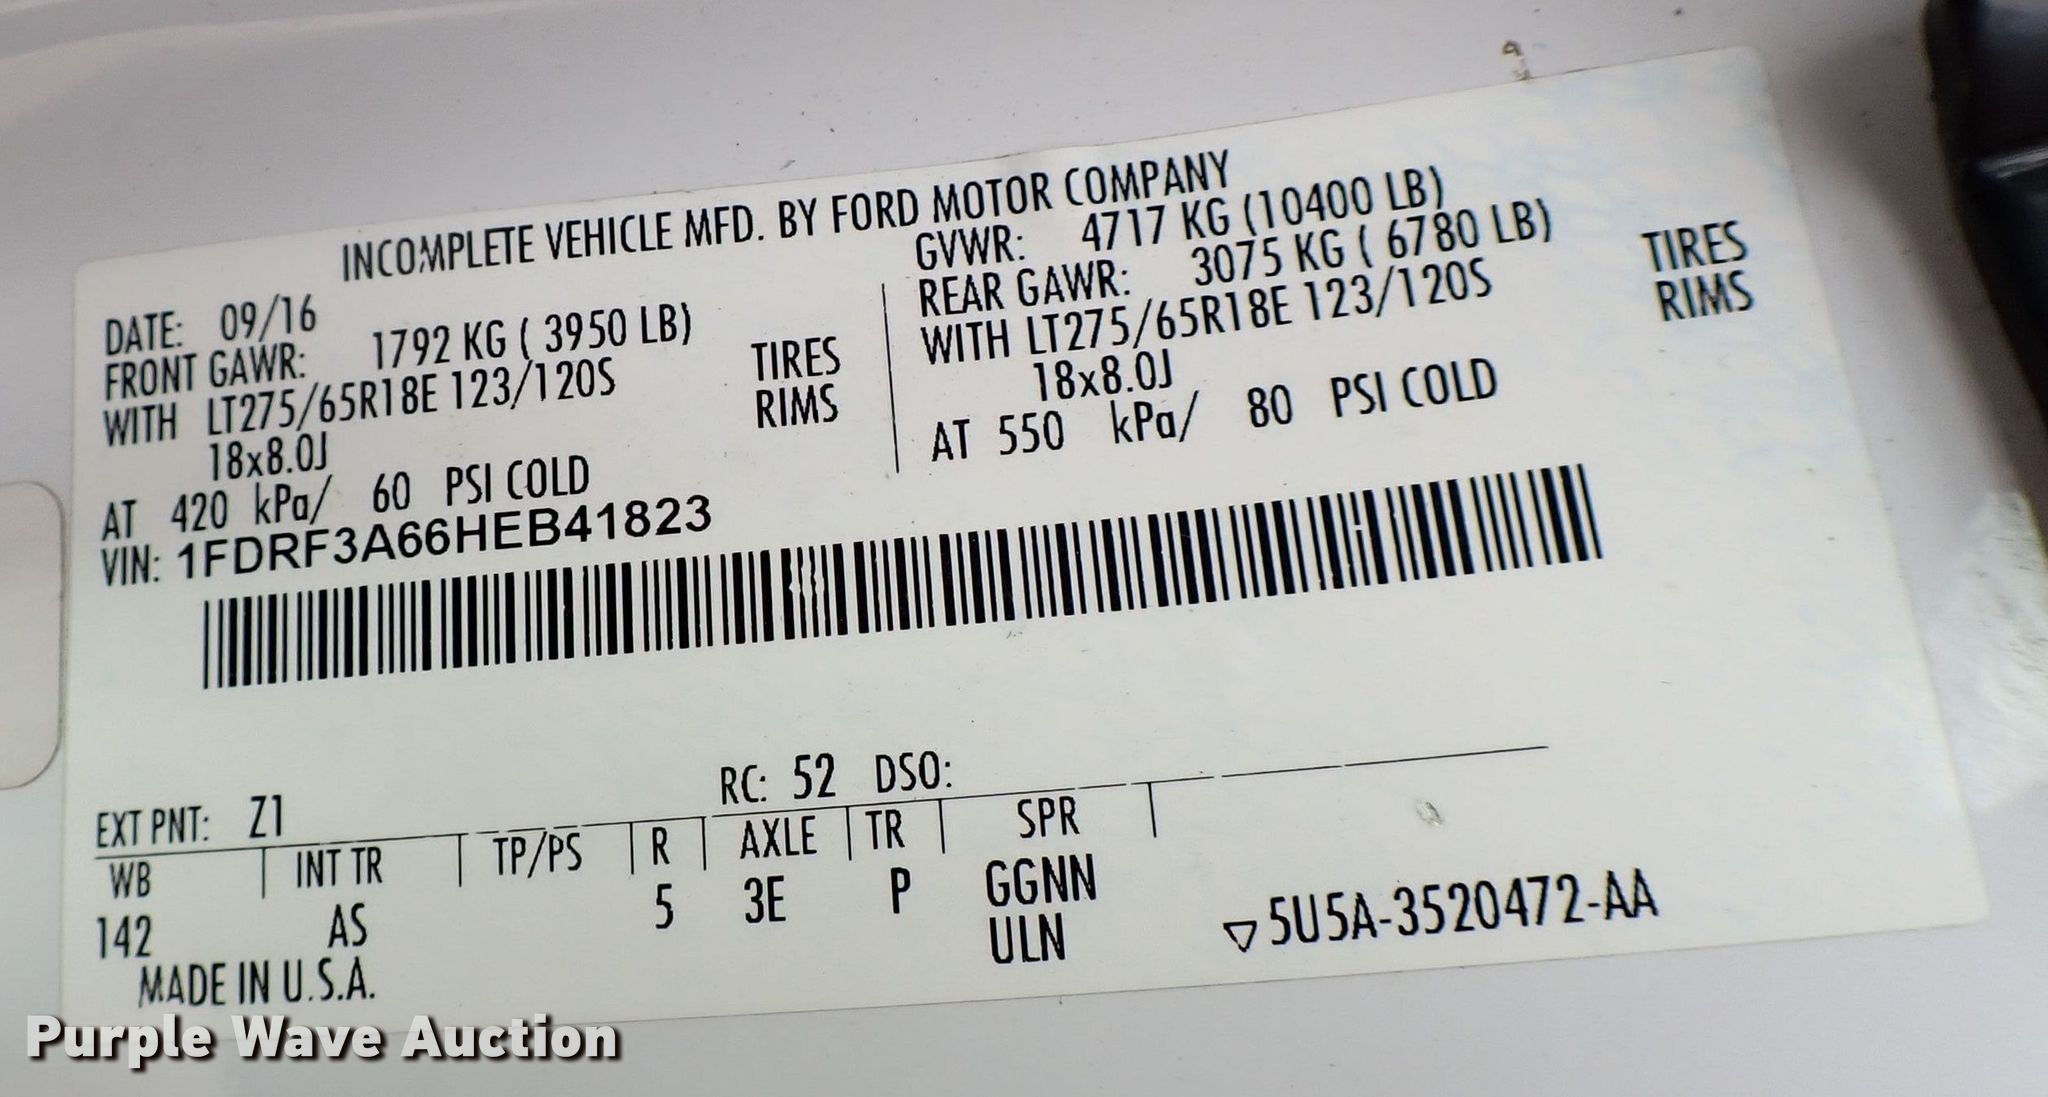 INCOMPLETE VEHICLE MFD. BY FORD MOTOR COMPANY
DATE: 09/16
GVWR: 4717 KG (10400 LB)
FRONT GAWR: 1792 KG ( 3950 LB)
REAR GAWR: 3075 KG ( 6780 LB)
WITH LT275/65R18E 123/120S TIRES
WITH LT275/65R18E 123/120S TIRES
18x8.0J RIMS
18x8.0J RIMS
AT 420 kPa/ 60 PSI COLD
AT 550 kPa/ 80 PSI COLD
VIN: 1FDRF3A66HEB41823
EXT PNT: Z1 RC: 52 DSO:
WB INT TR TP/PS R AXLE TR SPR
142 AS 5 3E P GGNN
ULN
▽5U5A-3520472-AA
MADE IN U.S.A.
Purple Wave Auction